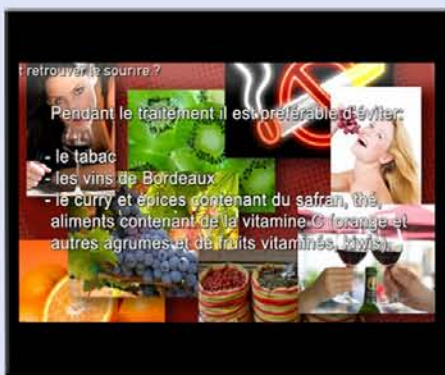 t retrouver le sourire ?
Pendant le traitement il est préférable d'éviter:
- le tabac
- les vins de Bordeaux
- le curry et épices contenant du safran, thé,
aliments contenant de la vitamine C (orange et
autres agrumes et de fruits vitaminés, kiwis).